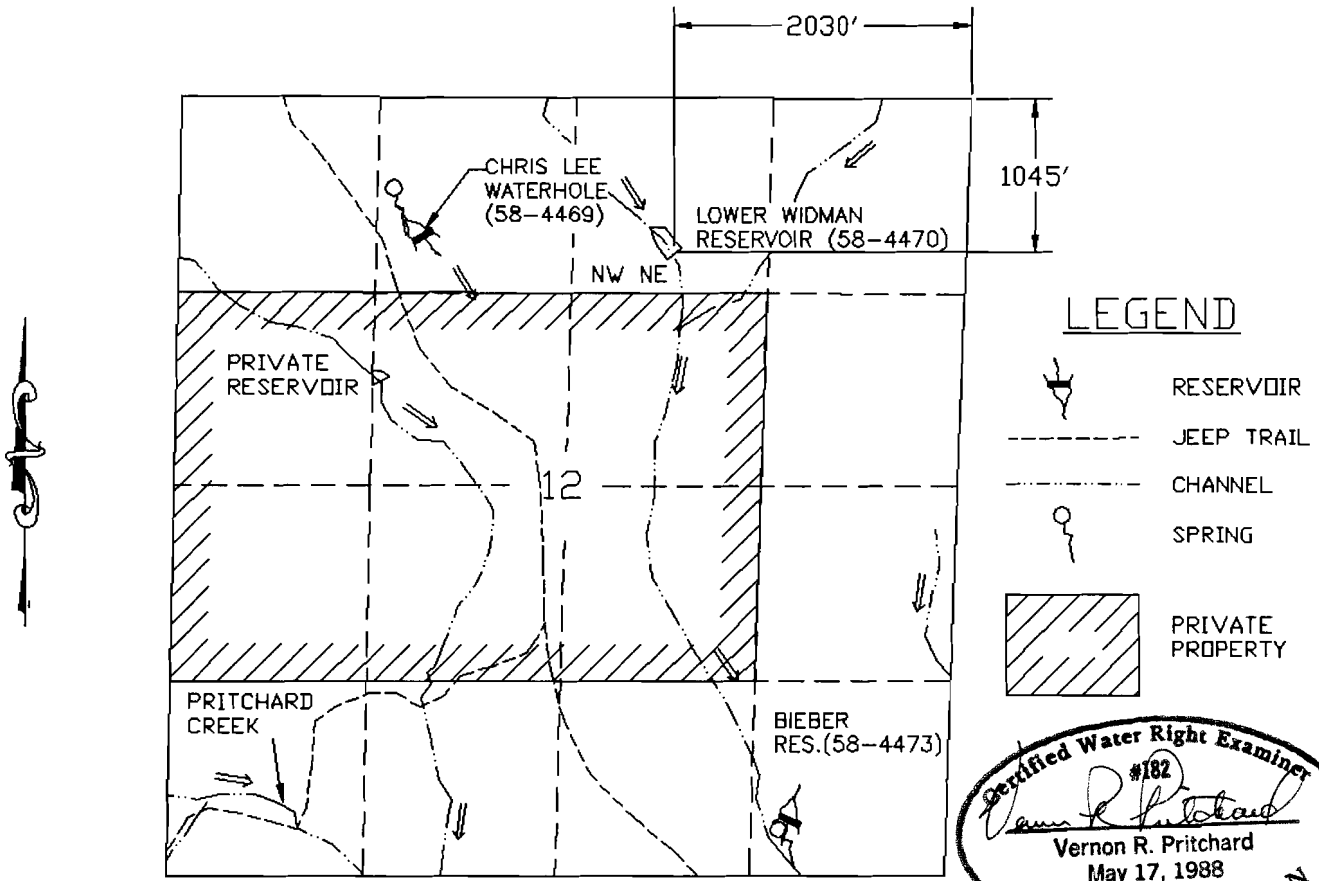 2030'
1045'
CHRIS LEE
WATERHOLE
(58-4469)
LOWER WIDMAN
RESERVOIR (58-4470)
NW NE
PRIVATE
RESERVOIR
12
PRITCHARD
CREEK
BIEBER
RES.(58-4473)
LEGEND
RESERVOIR
JEEP TRAIL
CHANNEL
SPRING
PRIVATE
PROPERTY
Certified Water Right Examiner
#182
Vernon R. Pritchard
Vernon R. Pritchard
May 17, 1988
N